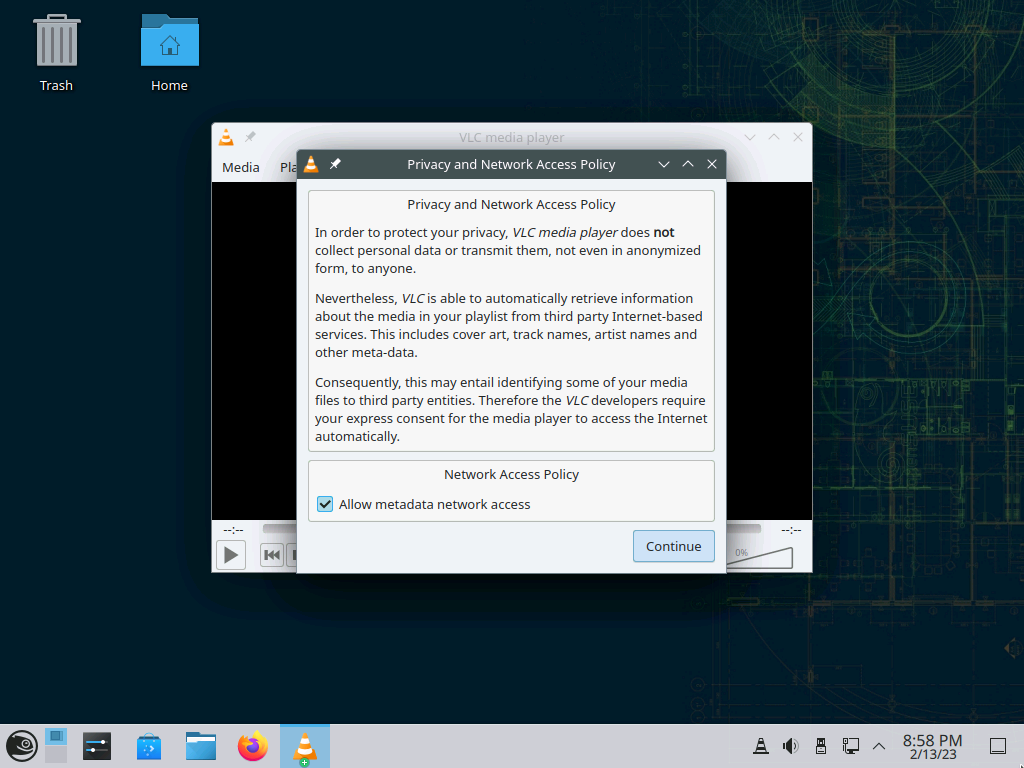 Trash
Home
VLC media player
Media
Pla
Privacy and Network Access Policy
Privacy and Network Access Policy
In order to protect your privacy, VLC media player does not
collect personal data or transmit them, not even in anonymized
form, to anyone.
Nevertheless, VLC is able to automatically retrieve information
about the media in your playlist from third party Internet-based
services. This includes cover art, track names, artist names and
other meta-data.
Consequently, this may entail identifying some of your media
files to third party entities. Therefore the VLC developers require
your express consent for the media player to access the Internet
automatically.
Network Access Policy
Allow metadata network access
--:--
--:--
Continue
0%
8:58 PM
2/13/23